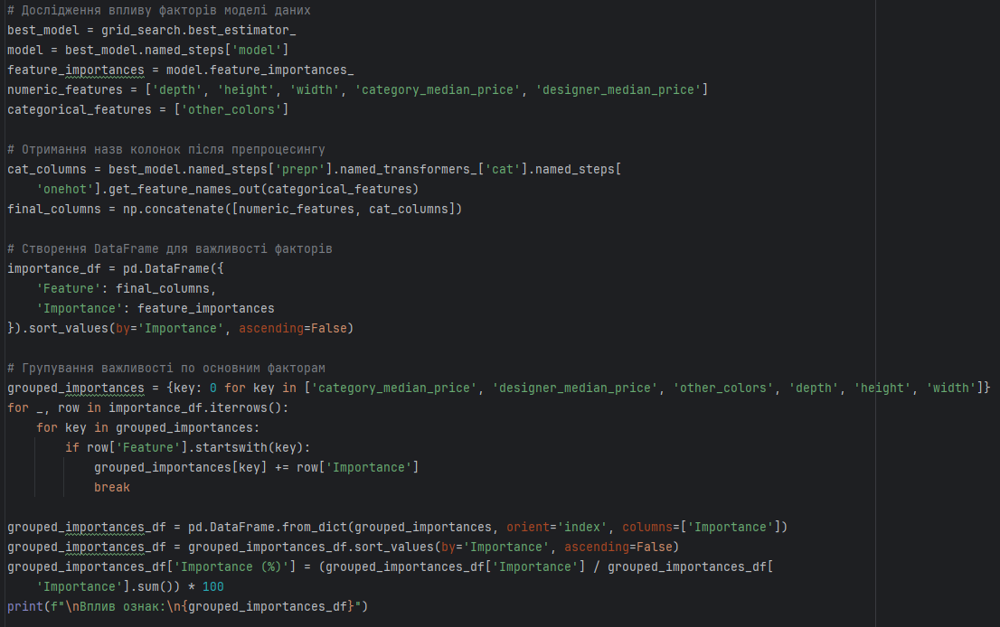 # Дослідження впливу факторів моделі даних
best_model = grid_search.best_estimator_
model = best_model.named_steps['model']
feature_importances = model.feature_importances_
numeric_features = ['depth', 'height', 'width', 'category_median_price', 'designer_median_price']
categorical_features = ['other_colors']

# Отримання назв колонок після препроцесингу
cat_columns = best_model.named_steps['prepr'].named_transformers_['cat'].named_steps[
    'onehot'].get_feature_names_out(categorical_features)
final_columns = np.concatenate([numeric_features, cat_columns])

# Створення DataFrame для важливості факторів
importance_df = pd.DataFrame({
    'Feature': final_columns,
    'Importance': feature_importances
}).sort_values(by='Importance', ascending=False)

# Групування важливості по основним факторам
grouped_importances = {key: 0 for key in ['category_median_price', 'designer_median_price', 'other_colors', 'depth', 'height', 'width']}
for _, row in importance_df.iterrows():
    for key in grouped_importances:
        if row['Feature'].startswith(key):
            grouped_importances[key] += row['Importance']
            break

grouped_importances_df = pd.DataFrame.from_dict(grouped_importances, orient='index', columns=['Importance'])
grouped_importances_df = grouped_importances_df.sort_values(by='Importance', ascending=False)
grouped_importances_df['Importance (%)'] = (grouped_importances_df['Importance'] / grouped_importances_df[
    'Importance'].sum()) * 100
print(f"\nВплив ознак:\n{grouped_importances_df}")